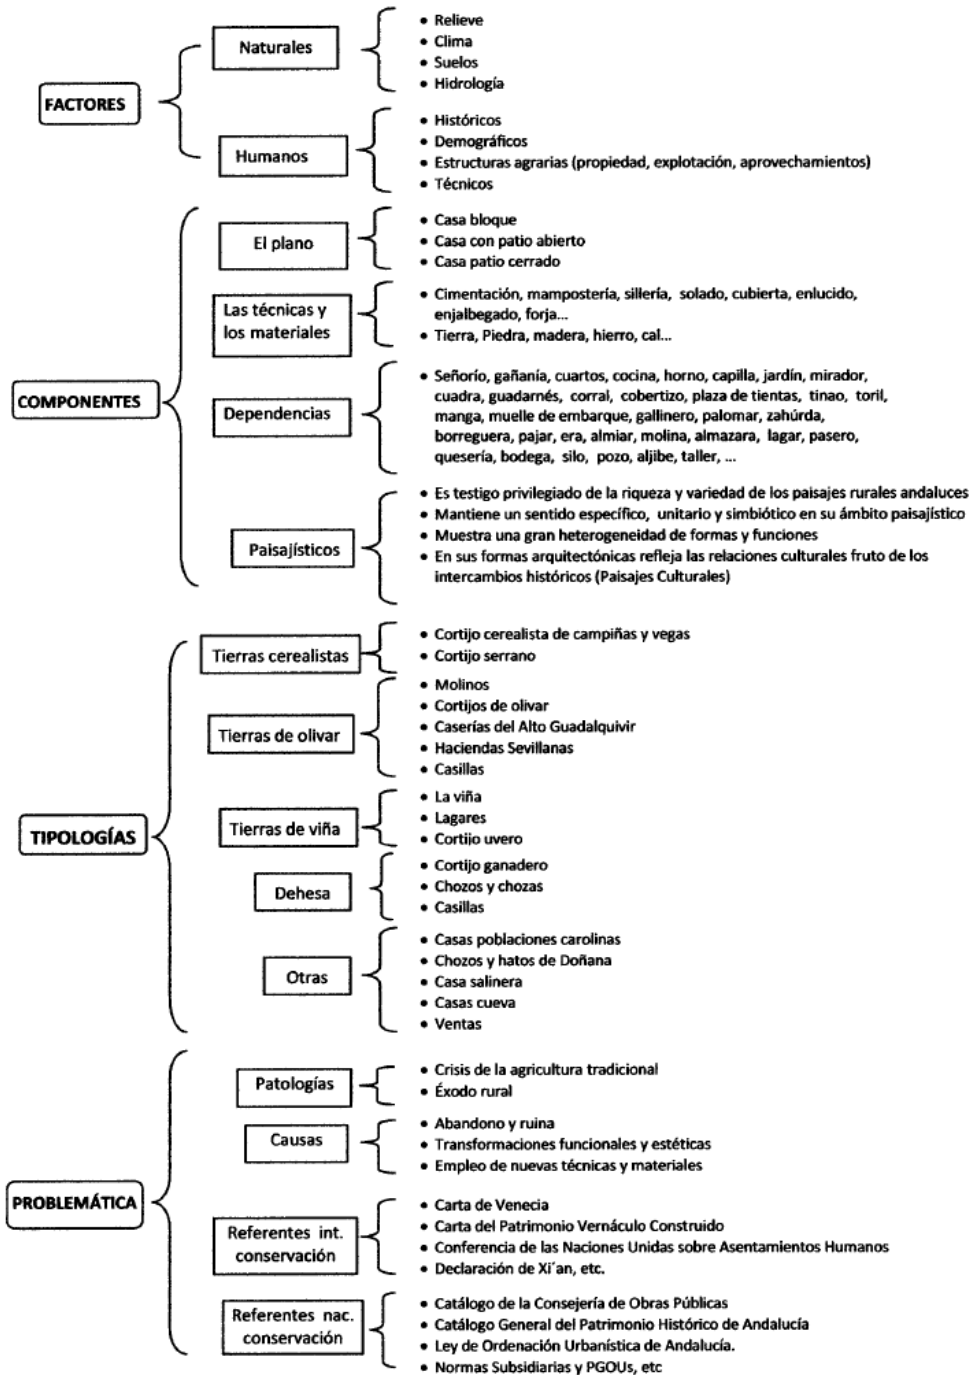 FACTORES
Naturales
• Relieve
• Clima
• Suelos
• Hidrología
Humanos
• Históricos
• Demográficos
• Estructuras agrarias (propiedad, explotación, aprovechamientos)
• Técnicos
COMPONENTES
El plano
• Casa bloque
• Casa con patio abierto
• Casa patio cerrado
Las técnicas y
los materiales
• Cimentación, mampostería, sillería, solado, cubierta, enlucido,
enjalbegado, forja...
• Tierra, Piedra, madera, hierro, cal...
Dependencias
• Señorío, gañanía, cuartos, cocina, horno, capilla, jardín, mirador,
cuadra, guadarnés, corral, cobertizo, plaza de tientas, tinao, toril,
manga, muelle de embarque, gallinero, palomar, zahúrda,
borreguera, pajar, era, almiar, molina, almazara, lagar, pasero,
quesería, bodega, silo, pozo, aljibe, taller, ...
Paisajísticos
• Es testigo privilegiado de la riqueza y variedad de los paisajes rurales andaluces
• Mantiene un sentido específico, unitario y simbiótico en su ámbito paisajístico
• Muestra una gran heterogeneidad de formas y funciones
• En sus formas arquitectónicas refleja las relaciones culturales fruto de los
intercambios históricos (Paisajes Culturales)
TIPOLOGÍAS
Tierras cerealistas
• Cortijo cerealista de campiñas y vegas
• Cortijo serrano
Tierras de olivar
• Molinos
• Cortijos de olivar
• Caserías del Alto Guadalquivir
• Haciendas Sevillanas
• Casillas
Tierras de viña
• La viña
• Lagares
• Cortijo uvero
Dehesa
• Cortijo ganadero
• Chozos y chozas
• Casillas
Otras
• Casas poblaciones carolinas
• Chozos y hatos de Doñana
• Casa salinera
• Casas cueva
• Ventas
PROBLEMÁTICA
Patologías
• Crisis de la agricultura tradicional
• Éxodo rural
Causas
• Abandono y ruina
• Transformaciones funcionales y estéticas
• Empleo de nuevas técnicas y materiales
Referentes int.
conservación
• Carta de Venecia
• Carta del Patrimonio Vernáculo Construido
• Conferencia de las Naciones Unidas sobre Asentamientos Humanos
• Declaración de Xi´an, etc.
Referentes nac.
conservación
• Catálogo de la Consejería de Obras Públicas
• Catálogo General del Patrimonio Histórico de Andalucía
• Ley de Ordenación Urbanística de Andalucía.
• Normas Subsidiarias y PGOUs, etc